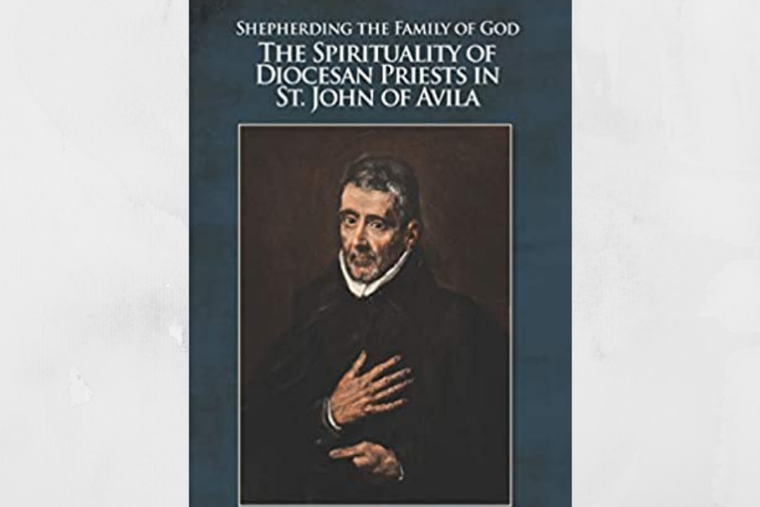 SHEPHERDING THE FAMILY OF GOD
THE SPIRITUALITY OF
DIOCESAN PRIESTS IN
ST. JOHN OF AVILA